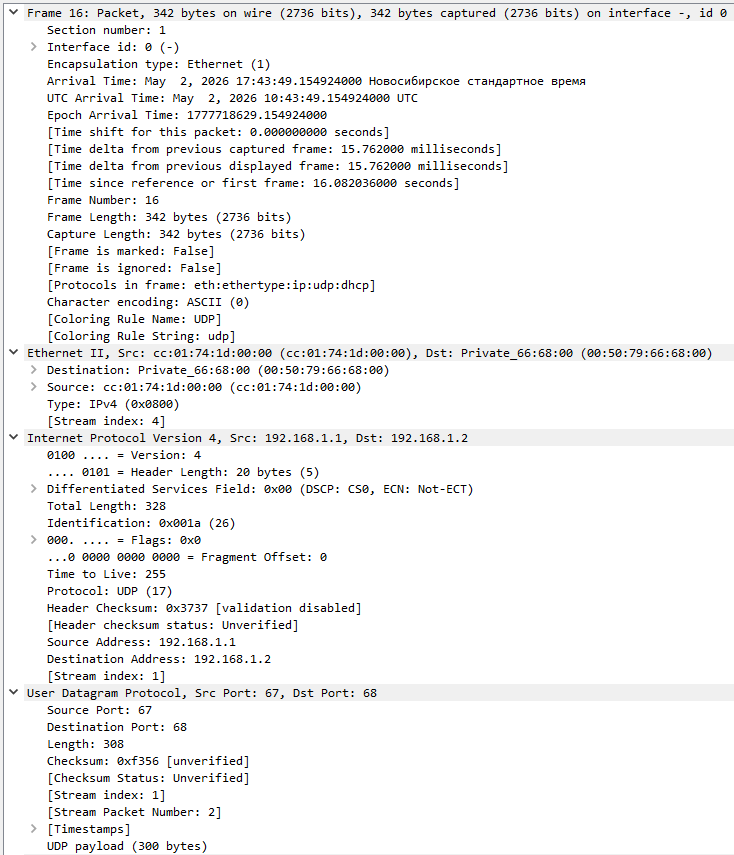 Frame 16: Packet, 342 bytes on wire (2736 bits), 342 bytes captured (2736 bits) on interface -, id 0
Section number: 1
Interface id: 0 (-)
Encapsulation type: Ethernet (1)
Arrival Time: May  2, 2026 17:43:49.154924000 Новосибирское стандартное время
UTC Arrival Time: May  2, 2026 10:43:49.154924000 UTC
Epoch Arrival Time: 1777718629.154924000
[Time shift for this packet: 0.000000000 seconds]
[Time delta from previous captured frame: 15.762000 milliseconds]
[Time delta from previous displayed frame: 15.762000 milliseconds]
[Time since reference or first frame: 16.082036000 seconds]
Frame Number: 16
Frame Length: 342 bytes (2736 bits)
Capture Length: 342 bytes (2736 bits)
[Frame is marked: False]
[Frame is ignored: False]
[Protocols in frame: eth:ethertype:ip:udp:dhcp]
Character encoding: ASCII (0)
[Coloring Rule Name: UDP]
[Coloring Rule String: udp]
Ethernet II, Src: cc:01:74:1d:00:00 (cc:01:74:1d:00:00), Dst: Private_66:68:00 (00:50:79:66:68:00)
Destination: Private_66:68:00 (00:50:79:66:68:00)
Source: cc:01:74:1d:00:00 (cc:01:74:1d:00:00)
Type: IPv4 (0x0800)
[Stream index: 4]
Internet Protocol Version 4, Src: 192.168.1.1, Dst: 192.168.1.2
0100 .... = Version: 4
.... 0101 = Header Length: 20 bytes (5)
Differentiated Services Field: 0x00 (DSCP: CS0, ECN: Not-ECT)
Total Length: 328
Identification: 0x001a (26)
000. .... = Flags: 0x0
...0 0000 0000 0000 = Fragment Offset: 0
Time to Live: 255
Protocol: UDP (17)
Header Checksum: 0x3737 [validation disabled]
[Header checksum status: Unverified]
Source Address: 192.168.1.1
Destination Address: 192.168.1.2
[Stream index: 1]
User Datagram Protocol, Src Port: 67, Dst Port: 68
Source Port: 67
Destination Port: 68
Length: 308
Checksum: 0xf356 [unverified]
[Checksum Status: Unverified]
[Stream index: 1]
[Stream Packet Number: 2]
[Timestamps]
UDP payload (300 bytes)